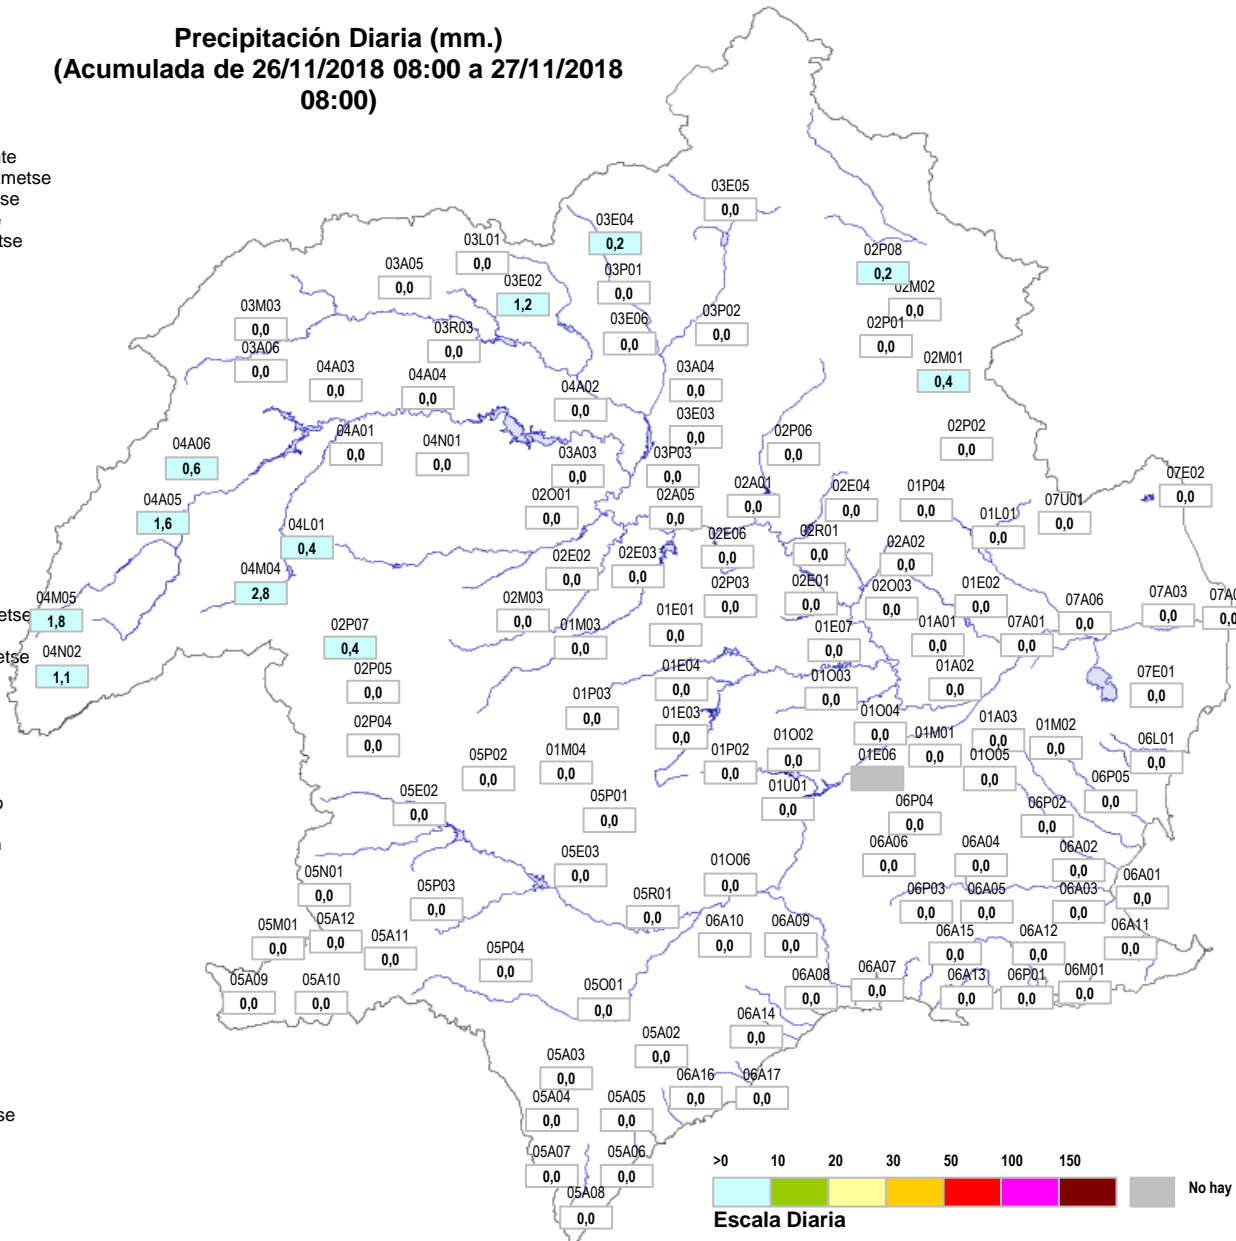 Precipitación Diaria (mm.)
(Acumulada de 26/11/2018 08:00 a 27/11/2018
08:00)
03E05
0,0
03E04
0,2
03L01
0,0
02P08
0,2
03A05
0,0
03P01
0,0
03E02
1,2
02M02
0,0
03M03
0,0
03R03
0,0
03E06
0,0
03P02
0,0
02P01
0,0
03A06
0,0
04A03
0,0
04A04
0,0
04A02
0,0
03A04
0,0
02M01
0,4
03E03
0,0
04A06
0,6
04A01
0,0
04N01
0,0
03A03
0,0
03P03
0,0
02P06
0,0
02P02
0,0
07E02
0,0
04A05
1,6
02O01
0,0
02A05
0,0
02A01
0,0
02E04
0,0
01P04
0,0
01L01
0,0
07U01
0,0
04L01
0,4
02E02
0,0
02E03
0,0
02E06
0,0
02R01
0,0
02A02
0,0
04M04
2,8
04M05
1,8
02M03
0,0
01M03
0,0
01E01
0,0
02P03
0,0
02E01
0,0
02O03
0,0
01E02
0,0
07A06
0,0
07A03
0,0
0,0
02P07
0,4
01E07
0,0
01A01
0,0
07A01
0,0
04N02
1,1
02P05
0,0
01E04
0,0
01O03
0,0
01A02
0,0
07E01
0,0
01P03
0,0
01E03
0,0
02P04
0,0
01O04
0,0
01M01
0,0
01A03
0,0
01M02
0,0
06L01
0,0
05P02
0,0
01M04
0,0
01P02
0,0
01O02
0,0
01E06
01O05
0,0
05E02
0,0
05P01
0,0
01U01
0,0
06P04
0,0
06P02
0,0
06P05
0,0
05E03
0,0
01O06
0,0
06A06
0,0
06A04
0,0
06A02
0,0
05N01
0,0
05P03
0,0
05R01
0,0
06P03
0,0
06A05
0,0
06A03
0,0
06A01
0,0
05M01
0,0
05A12
0,0
05A11
0,0
06A10
0,0
06A09
0,0
06A15
0,0
06A12
0,0
06A11
0,0
05P04
0,0
05A09
0,0
05A10
0,0
05O01
0,0
06A08
0,0
06A07
0,0
06A13
0,0
06P01
0,0
06M01
0,0
05A02
0,0
06A14
0,0
05A03
0,0
06A16
0,0
06A17
0,0
05A04
0,0
05A05
0,0
05A07
0,0
05A06
0,0
05A08
0,0
>0 10 20 30 50 100 150
No hay
Escala Diaria